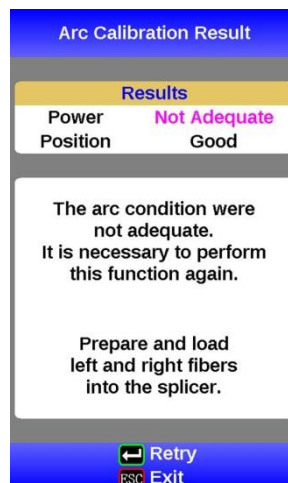 Arc Calibration Result
Results
Power Not Adequate
Position Good
The arc condition were
not adequate.
It is necessary to perform
this function again.
Prepare and load
left and right fibers
into the splicer.
Retry
ESC Exit